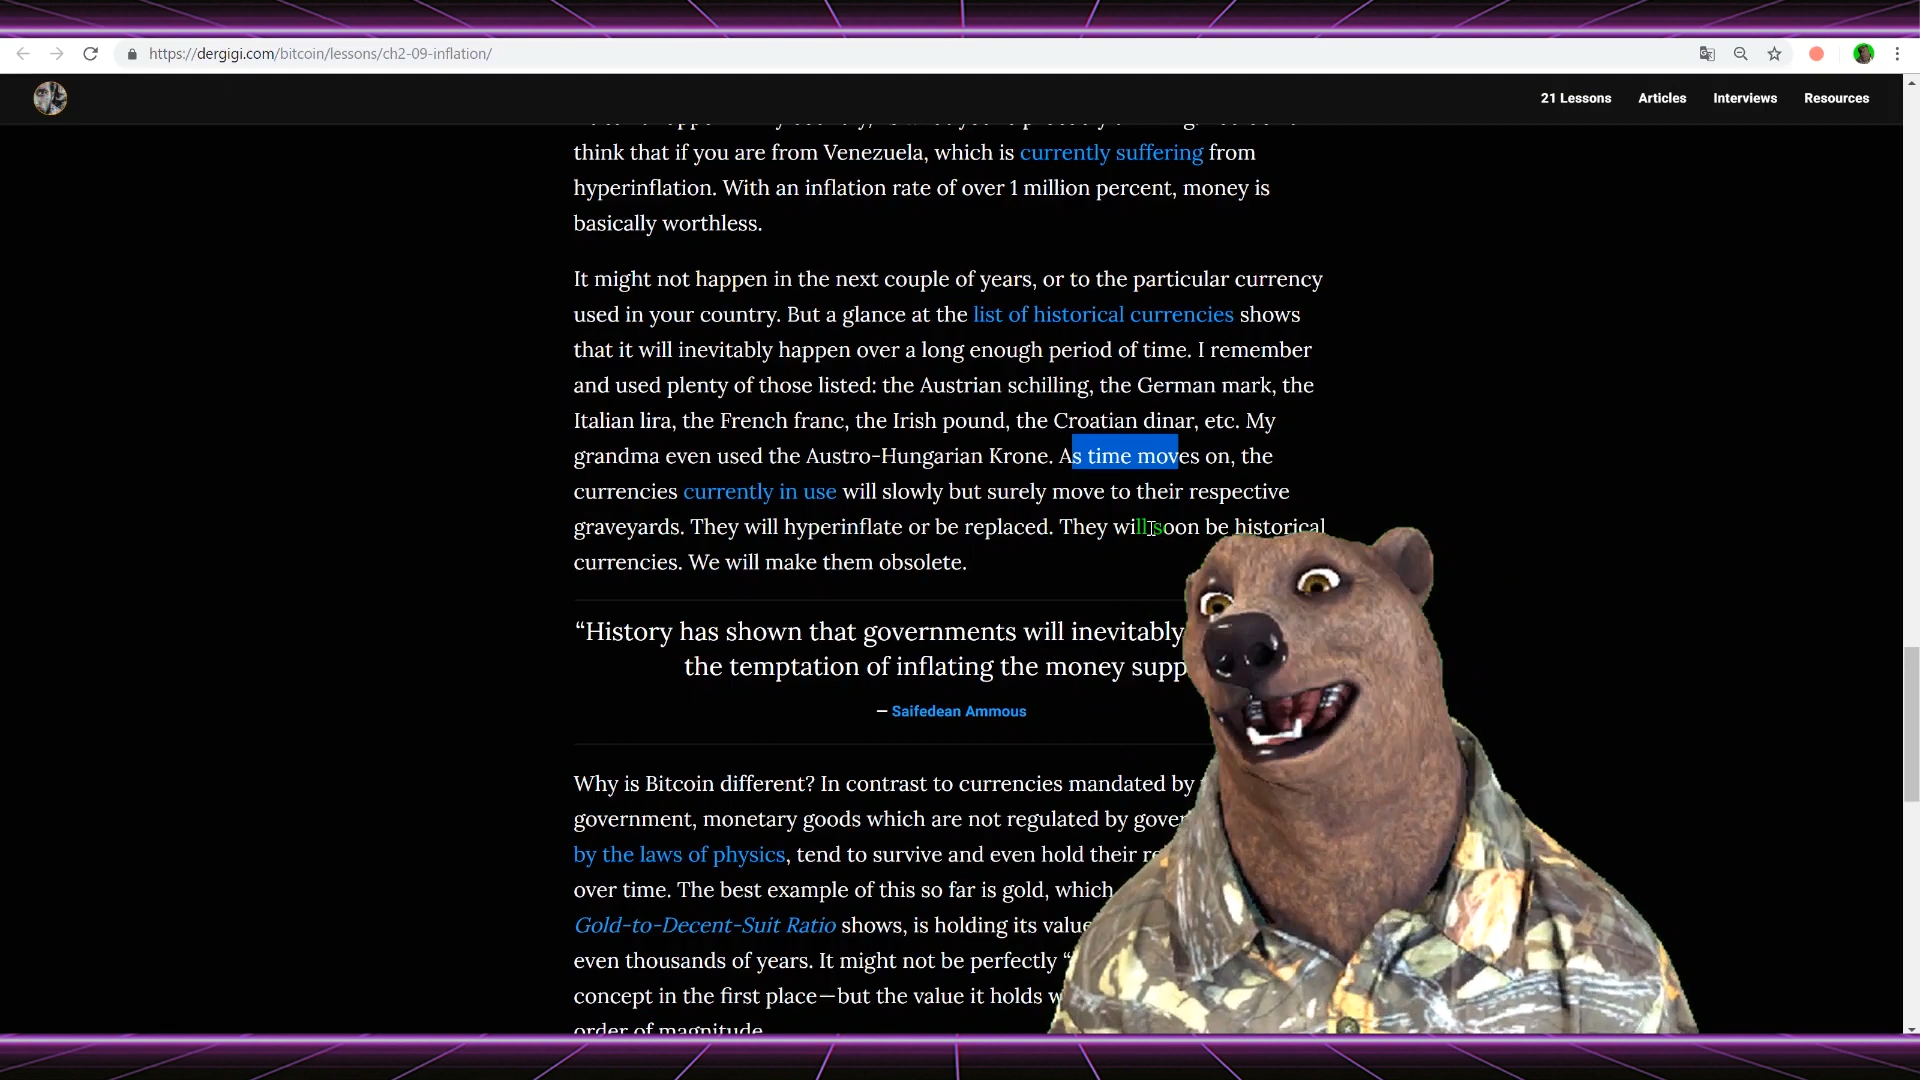 https://dergigi.com/bitcoin/lessons/ch2-09-inflation/
21 Lessons Articles Interviews Resources
think that if you are from Venezuela, which is currently suffering from
hyperinflation. With an inflation rate of over 1 million percent, money is
basically worthless.
It might not happen in the next couple of years, or to the particular currency
used in your country. But a glance at the list of historical currencies shows
that it will inevitably happen over a long enough period of time. I remember
and used plenty of those listed: the Austrian schilling, the German mark, the
Italian lira, the French franc, the Irish pound, the Croatian dinar, etc. My
grandma even used the Austro-Hungarian Krone. As time moves on, the
currencies currently in use will slowly but surely move to their respective
graveyards. They will hyperinflate or be replaced. They will soon be historical
currencies. We will make them obsolete.
“History has shown that governments will inevitably
the temptation of inflating the money supp
— Saifedean Ammous
Why is Bitcoin different? In contrast to currencies mandated by
government, monetary goods which are not regulated by gover
by the laws of physics, tend to survive and even hold their re
over time. The best example of this so far is gold, which
Gold-to-Decent-Suit Ratio shows, is holding its value
even thousands of years. It might not be perfectly “
concept in the first place—but the value it holds w
order of magnitude